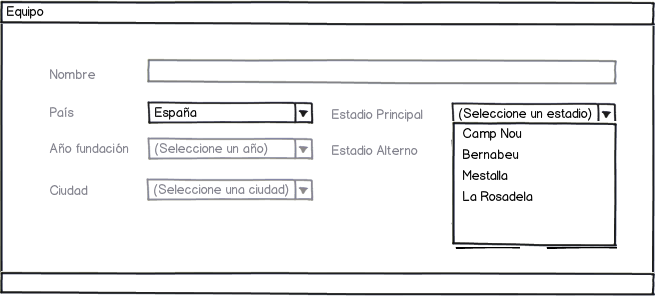 Equipo
Nombre
País España Estadio Principal (Seleccione un estadio)
Camp Nou
Año fundación (Seleccione un año) Estadio Alterno Bernabeu
Mestalla
Ciudad (Seleccione una ciudad) La Rosadela